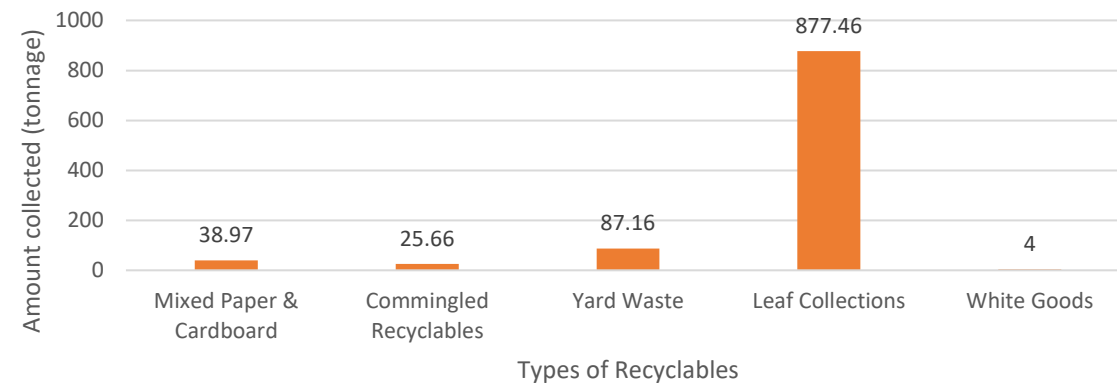 Amount collected (tonnage)
1000
800
600
400
200
0
38.97
25.66
87.16
877.46
4
Mixed Paper &
Cardboard
Commingled
Recyclables
Yard Waste
Leaf Collections
White Goods
Types of Recyclables